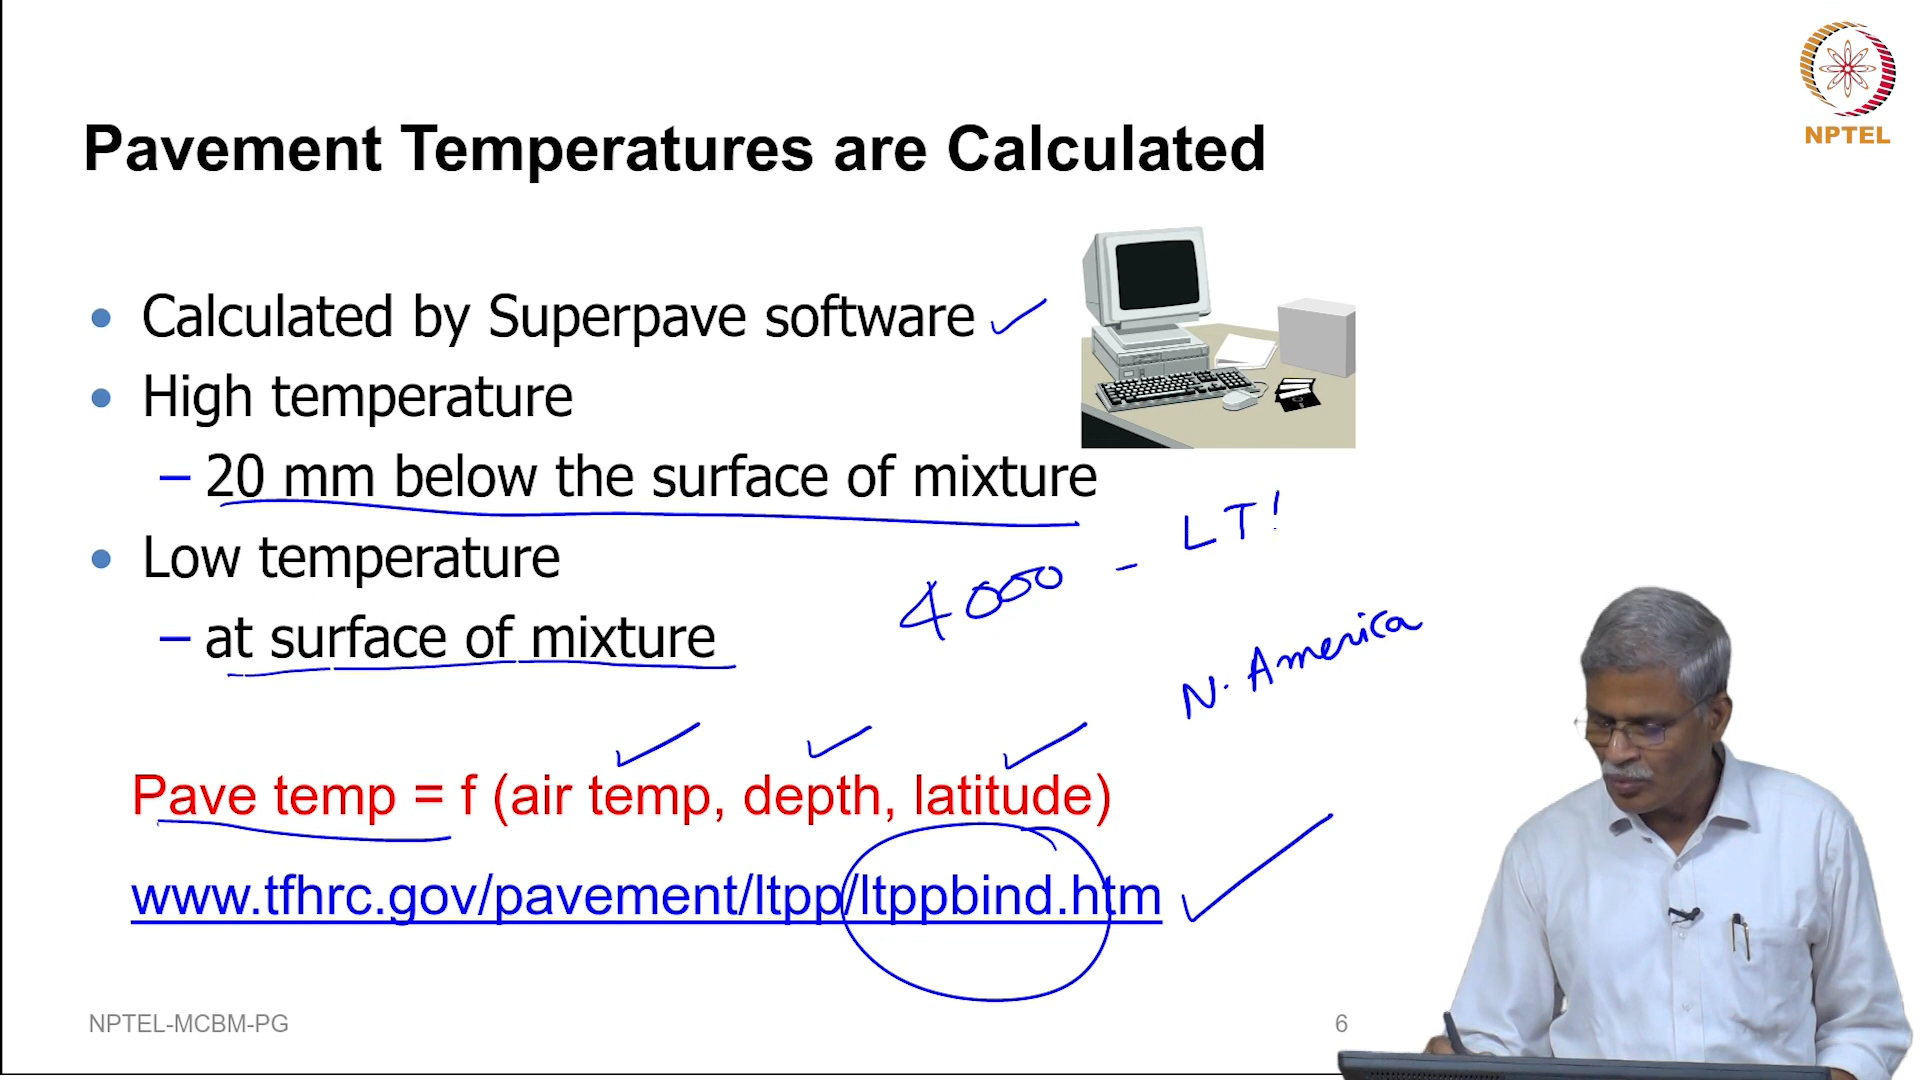 NPTEL
Pavement Temperatures are Calculated
• Calculated by Superpave software
• High temperature
– 20 mm below the surface of mixture
• Low temperature
– at surface of mixture
4000 - LT!
N. America
Pave temp = f (air temp, depth, latitude)
www.tfhrc.gov/pavement/ltpp/ltppbind.htm
NPTEL-MCBM-PG
6